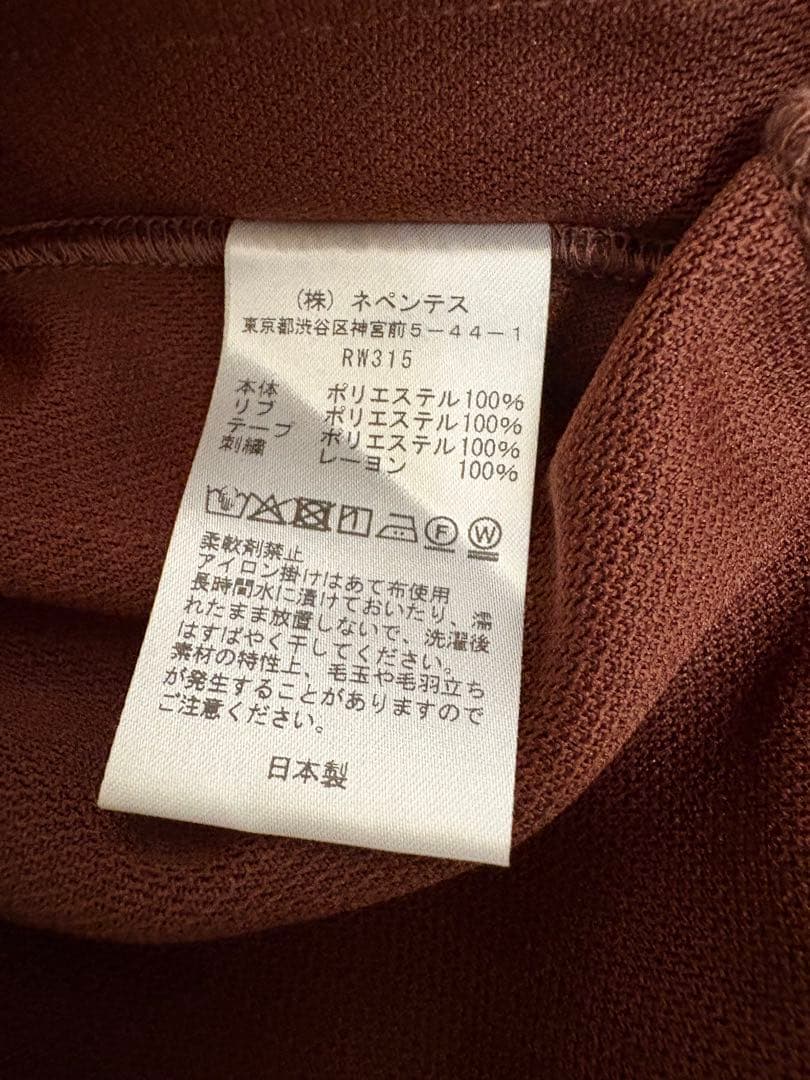 (株) ネペンテス
東京都渋谷区神宮前5-44-1
RW315
本体 ポリエステル100%
リブ ポリエステル100%
テープ ポリエステル100%
刺繍 レーヨン 100%
F W
柔軟剤禁止
アイロン掛けはあて布使用
長時間水に漬けておいたり、濡
れたまま放置しないで、洗濯後
はすばやく干してください。
素材の特性上、毛玉や毛羽立ち
が発生することがありますので
ご注意ください。
日本製